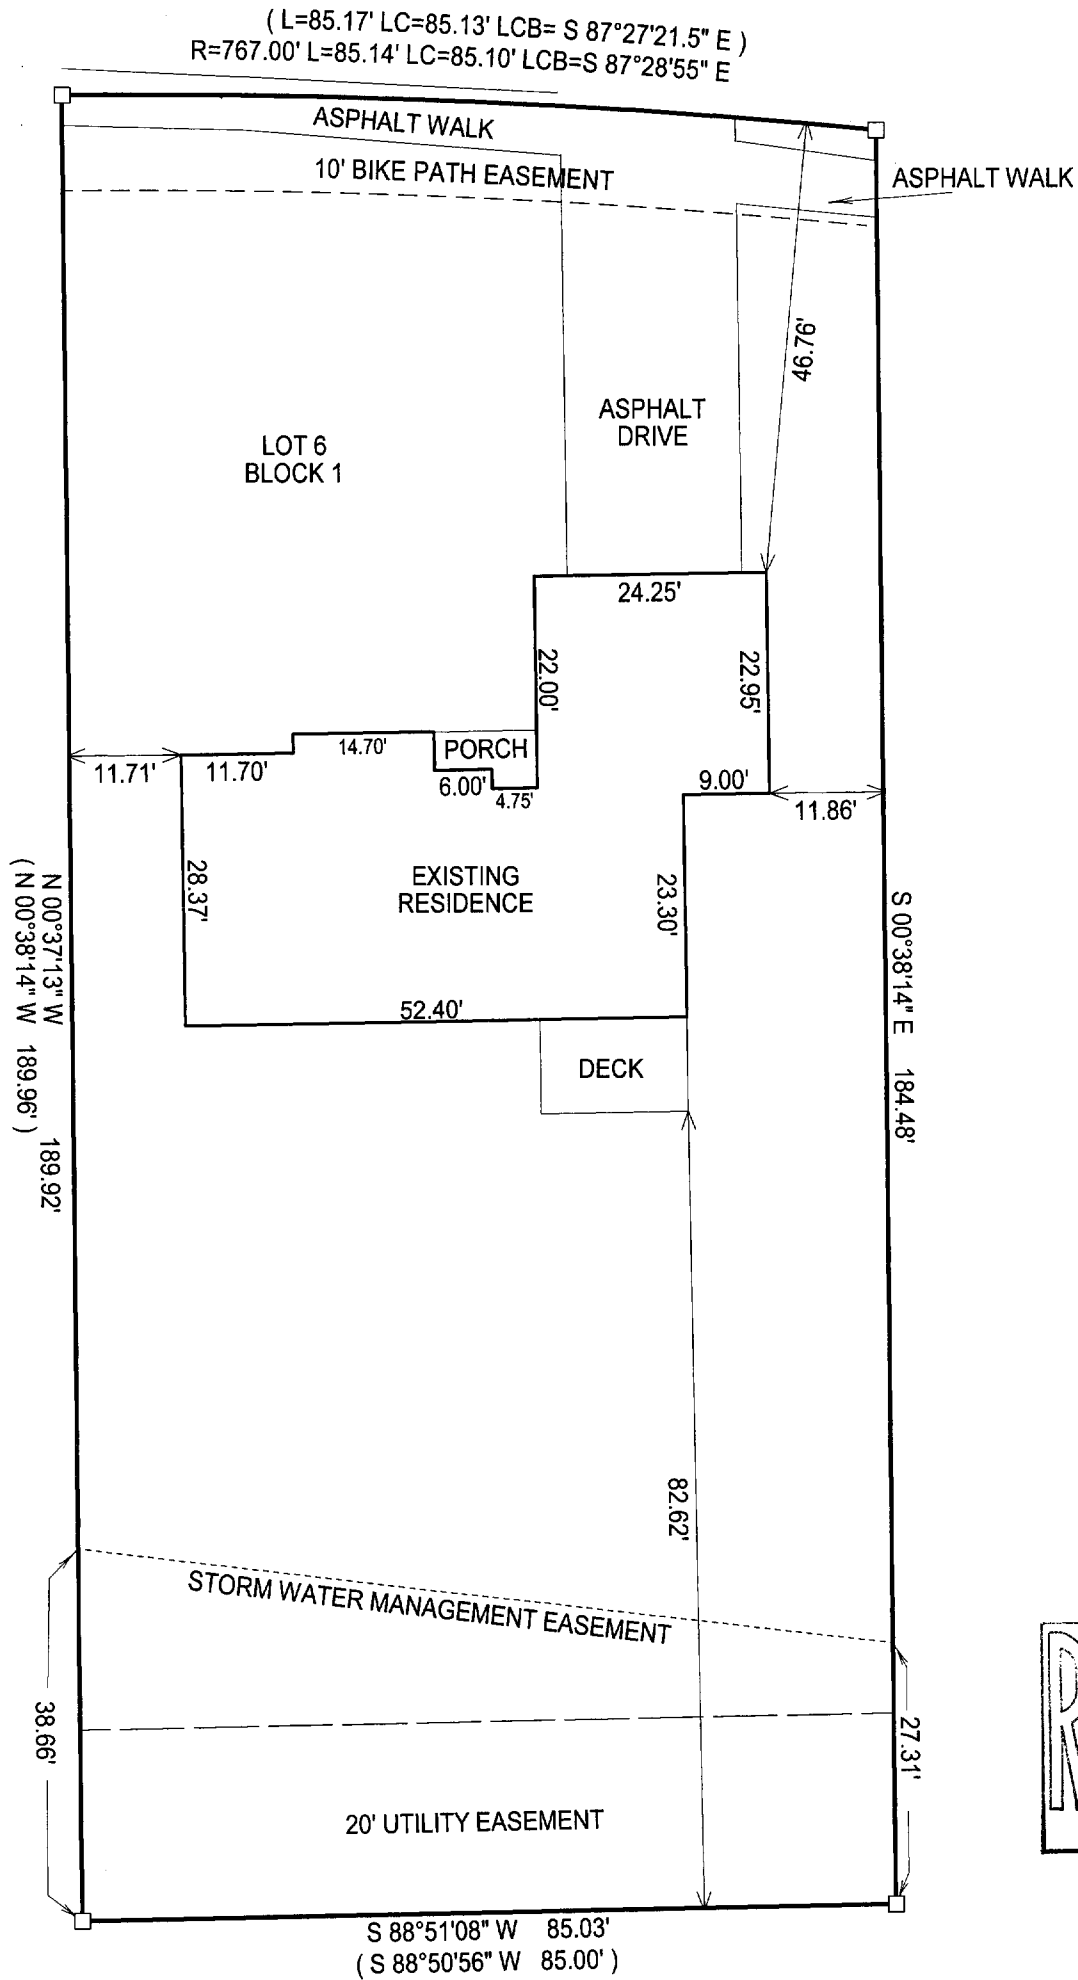 ( L=85.17' LC=85.13' LCB= S 87°27'21.5" E )
R=767.00' L=85.14' LC=85.10' LCB=S 87°28'55" E
ASPHALT WALK
10' BIKE PATH EASEMENT
ASPHALT WALK
46.76'
ASPHALT
DRIVE
LOT 6
BLOCK 1
24.25'
22.00'
22.95'
14.70'
PORCH
11.71'
11.70'
6.00'
4.75'
9.00'
11.86'
28.37'
EXISTING
RESIDENCE
23.30'
N 00°37'13" W 189.92'
( N 00°38'14" W 189.96' )
S 00°38'14" E 184.48'
52.40'
DECK
82.62'
STORM WATER MANAGEMENT EASEMENT
38.66'
27.31'
20' UTILITY EASEMENT
S 88°51'08" W 85.03'
( S 88°50'56" W 85.00' )